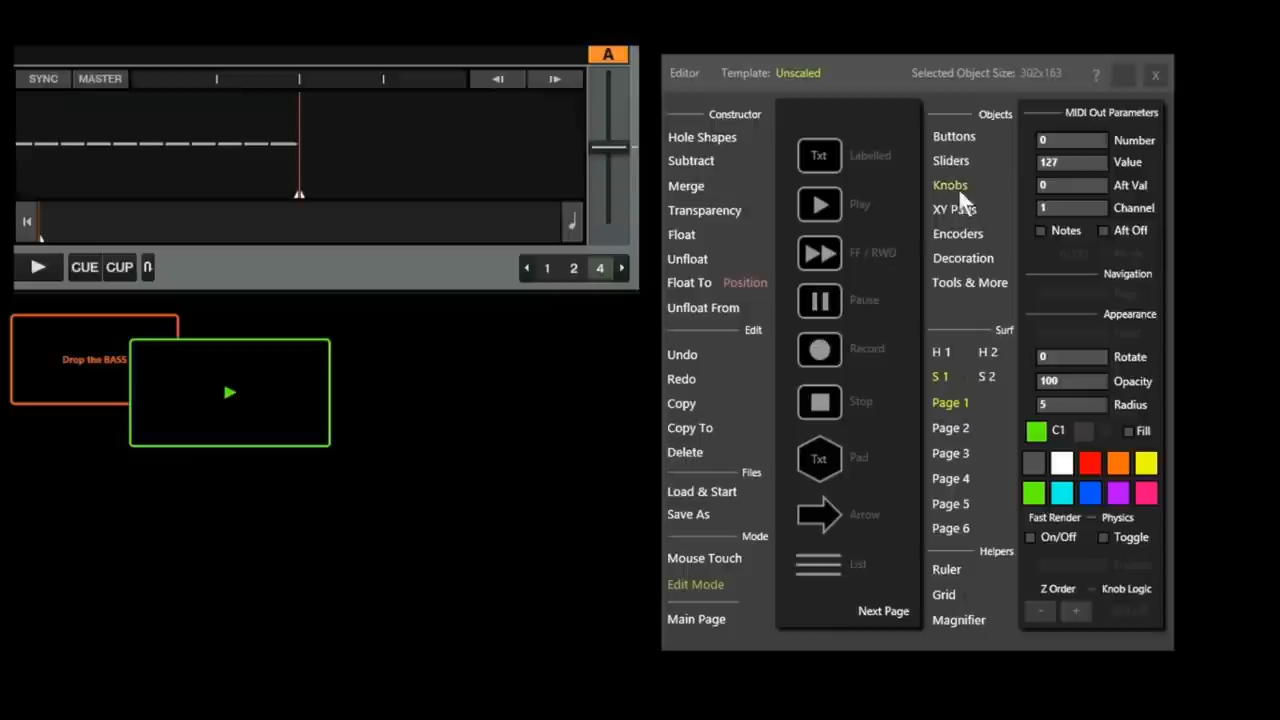 A
SYNC MASTER
CUE CUP
1 2 4
Drop the BASS
Editor Template: Unscaled Selected Object Size: 302x163 ? X
Constructor
Hole Shapes
Subtract
Merge
Transparency
Float
Unfloat
Float To Position
Unfloat From
Edit
Undo
Redo
Copy
Copy To
Delete
Files
Load & Start
Save As
Mode
Mouse Touch
Edit Mode
Main Page
Txt Labelled
Play
FF / RWD
Pause
Record
Stop
Txt Pad
Arrow
List
Next Page
Objects
Buttons
Sliders
Knobs
XY Pads
Encoders
Decoration
Tools & More
Surf
H 1 H 2
S 1 S 2
Page 1
Page 2
Page 3
Page 4
Page 5
Page 6
Helpers
Ruler
Grid
Magnifier
MIDI Out Parameters
0 Number
127 Value
0 Aft Val
1 Channel
Notes Aft Off
Navigation
Appearance
0 Rotate
100 Opacity
5 Radius
C1 Fill
Fast Render Physics
On/Off Toggle
Z Order Knob Logic
- +